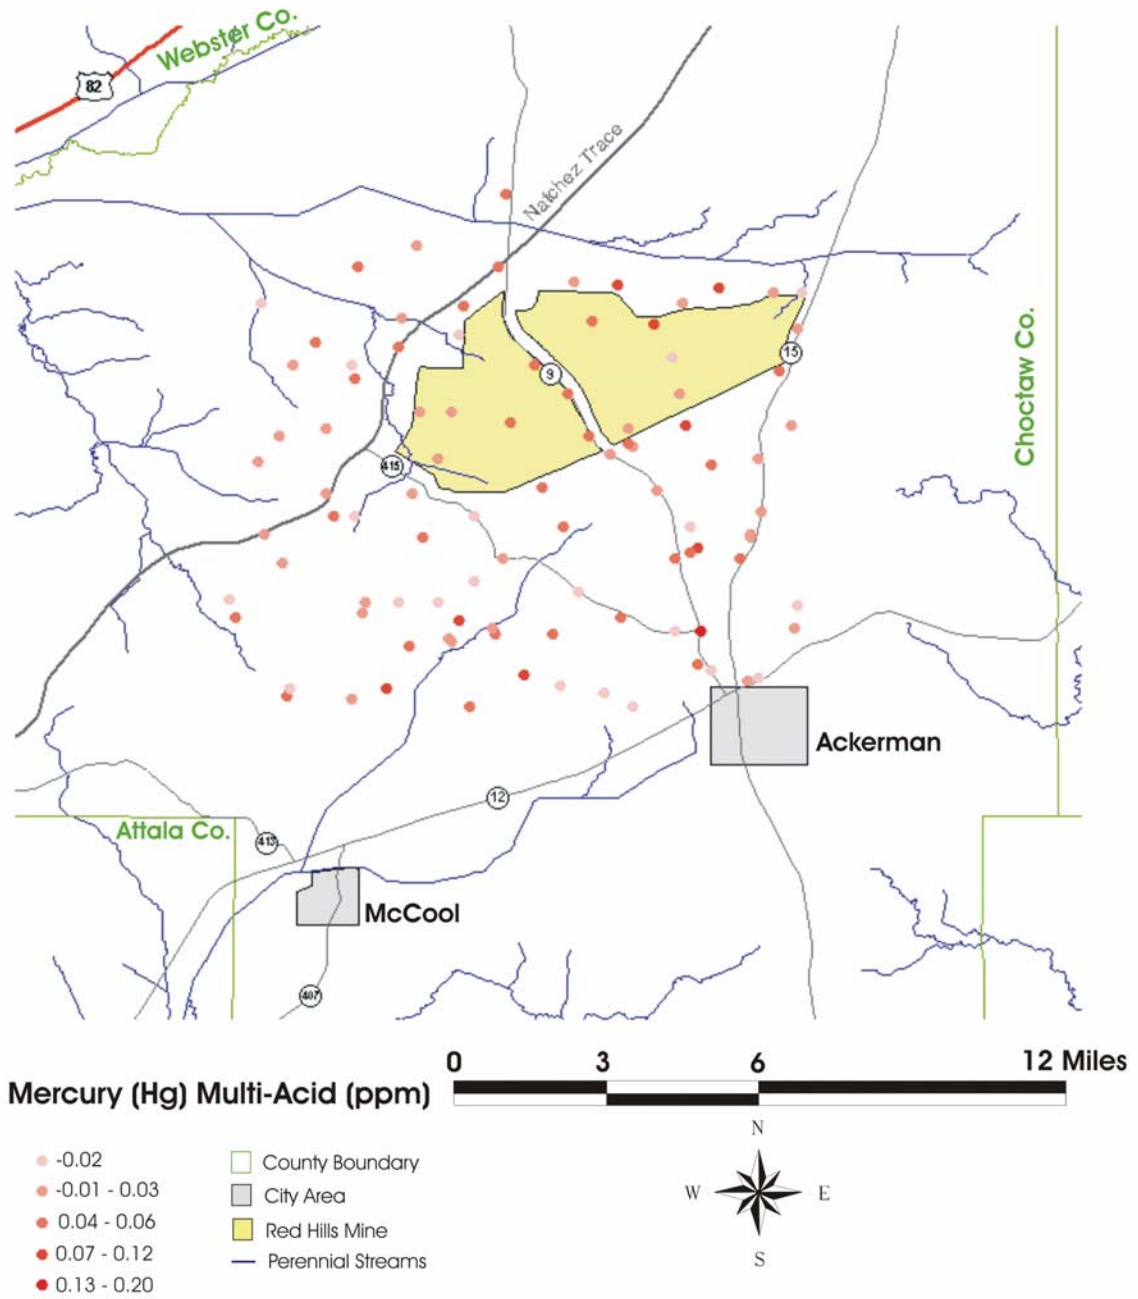 Webster Co.
82
Natchez Trace
Choctaw Co.
15
9
415
Ackerman
12
Attala Co.
413
McCool
407
0 3 6 12 Miles
Mercury (Hg) Multi-Acid (ppm)
N
W E
S
-0.02
-0.01 - 0.03
0.04 - 0.06
0.07 - 0.12
0.13 - 0.20
County Boundary
City Area
Red Hills Mine
Perennial Streams